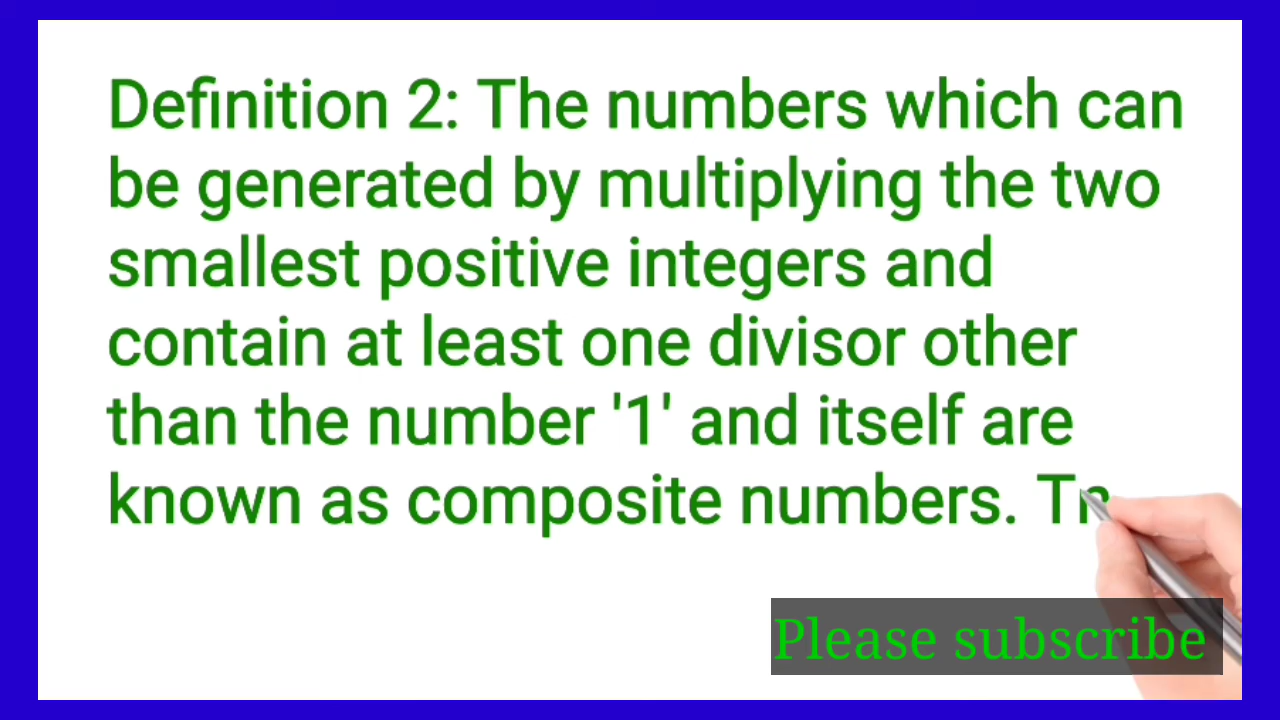 Definition 2: The numbers which can
be generated by multiplying the two
smallest positive integers and
contain at least one divisor other
than the number '1' and itself are
known as composite numbers.
Please subscribe